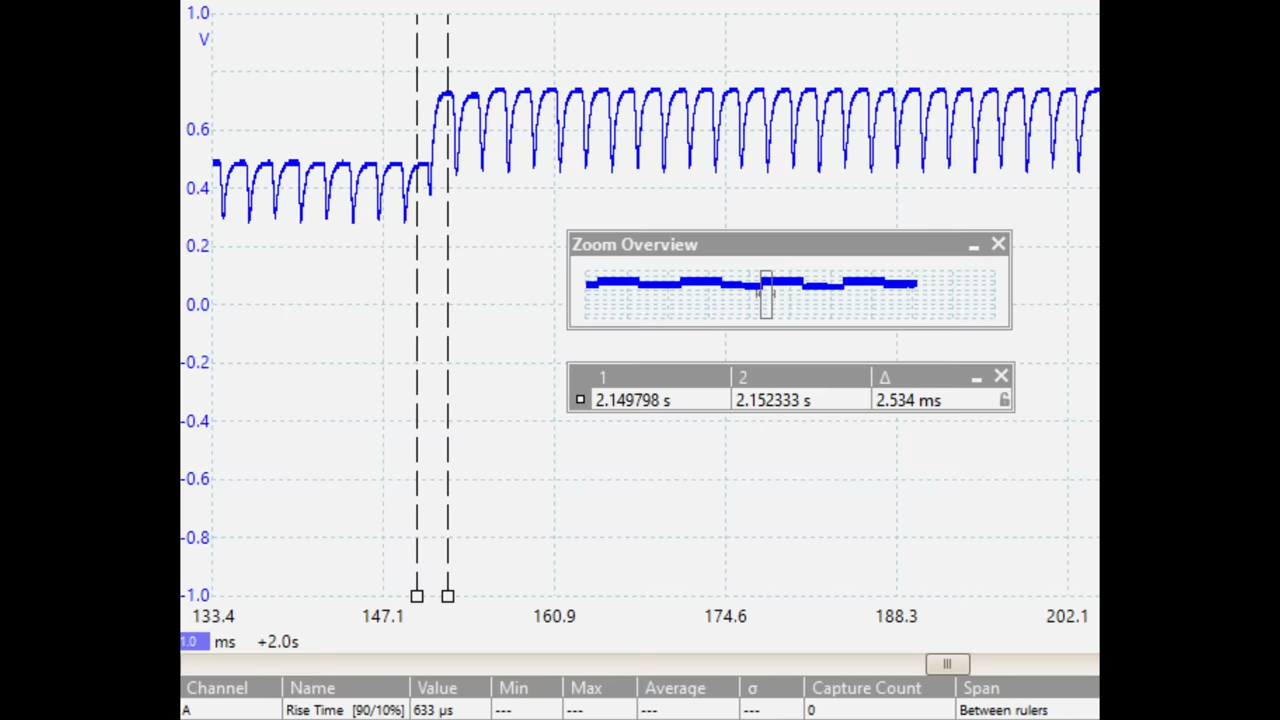 1.0
V
0.6
0.4
0.2
0.0
-0.2
-0.4
-0.6
-0.8
-1.0
133.4 147.1 160.9 174.6 188.3 202.1
1.0 ms +2.0s
Zoom Overview
1 2 Δ
2.149798 s 2.152333 s 2.534 ms
Channel Name Value Min Max Average σ Capture Count Span
A Rise Time [90/10%] 633 µs --- --- --- --- 0 Between rulers